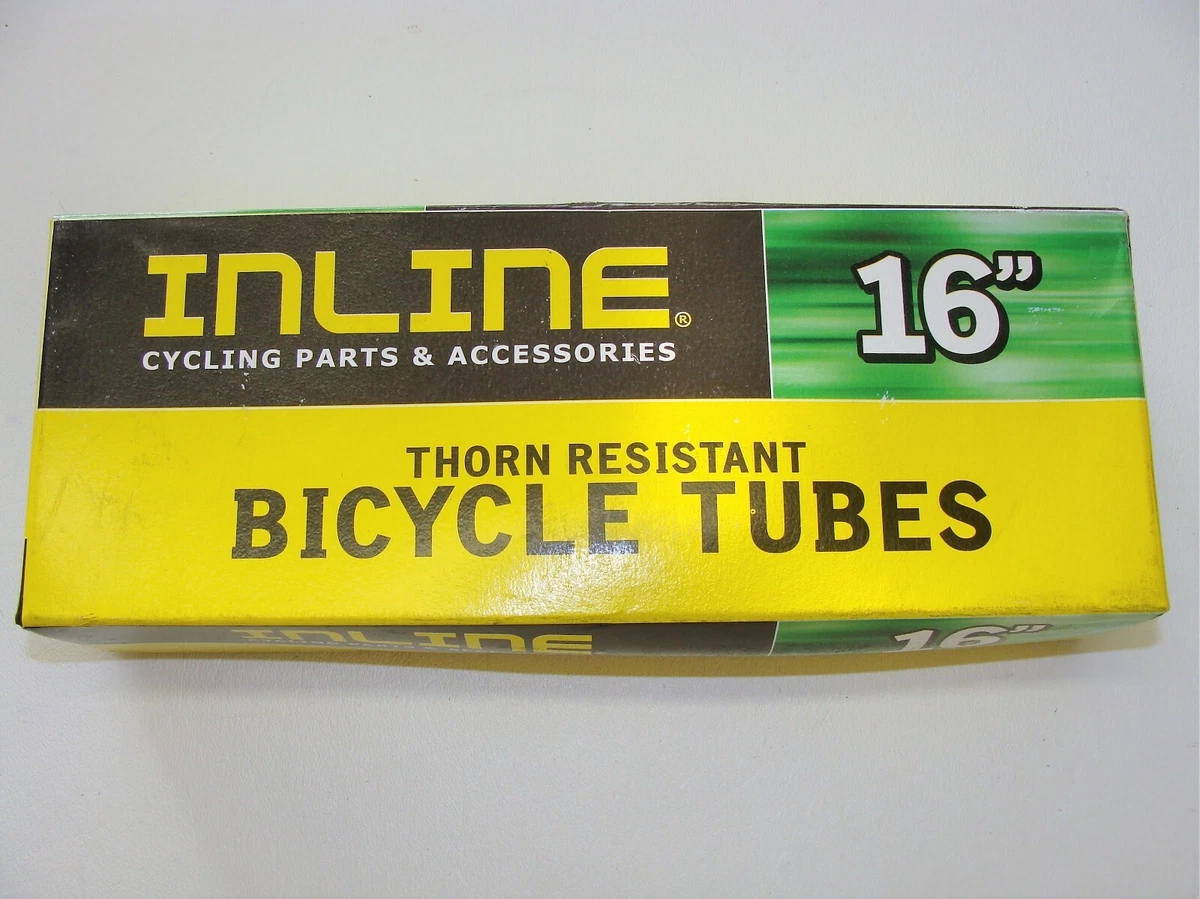 INLINE®
CYCLING PARTS & ACCESSORIES
16”
THORN RESISTANT
BICYCLE TUBES
INLINE
16”